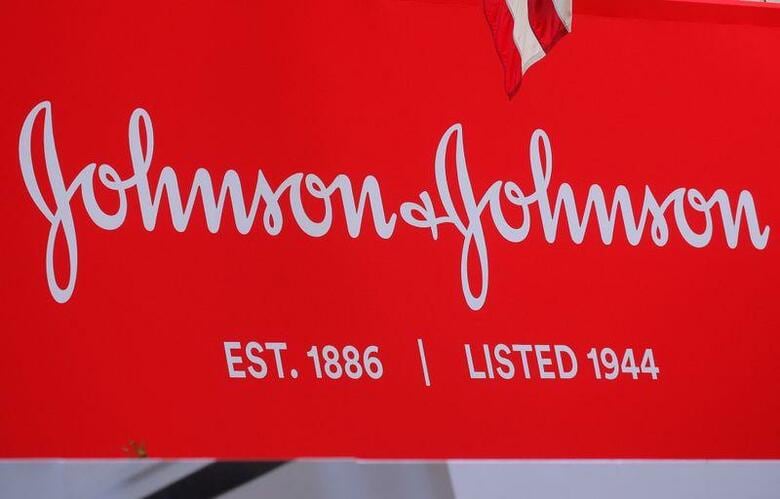 Johnson & Johnson
EST. 1886 | LISTED 1944